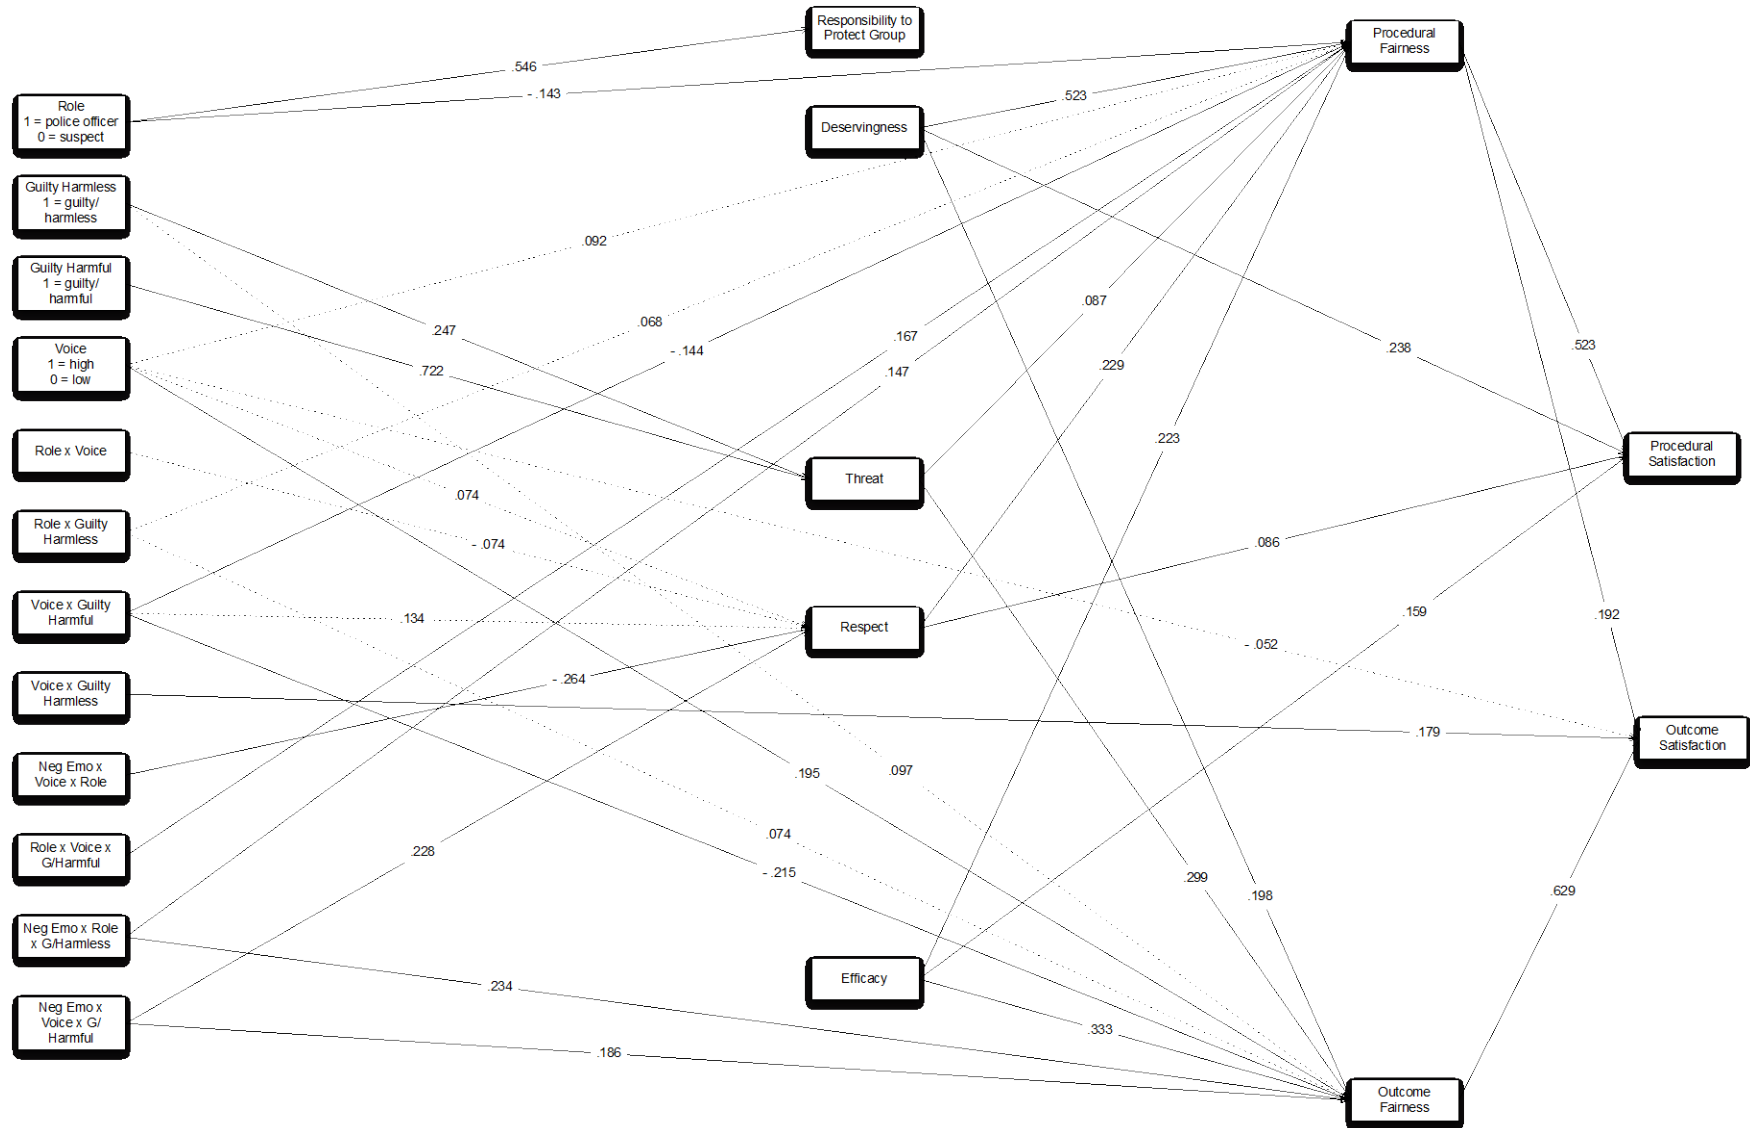 Responsibility to
Protect Group
Procedural
Fairness
.546
- .143
.523
Role
1 = police officer
0 = suspect
Deservingness
Guilty Harmless
1 = guilty/
harmless
.092
Guilty Harmful
1 = guilty/
harmful
.087
.247
.068
.167
- .144
.238
.523
Voice
1 = high
0 = low
.722
.147
.229
.223
Role x Voice
Procedural
Satisfaction
Threat
.074
Role x Guilty
Harmless
- .074
.086
Voice x Guilty
Harmful
.134
Respect
.159
.192
- .052
Voice x Guilty
Harmless
- .264
.179
Outcome
Satisfaction
Neg Emo x
Voice x Role
.195
.097
.074
Role x Voice x
G/Harmful
.228
- .215
.299
.198
.629
Neg Emo x Role
x G/Harmless
.234
Efficacy
Neg Emo x
Voice x G/
Harmful
.333
.186
Outcome
Fairness